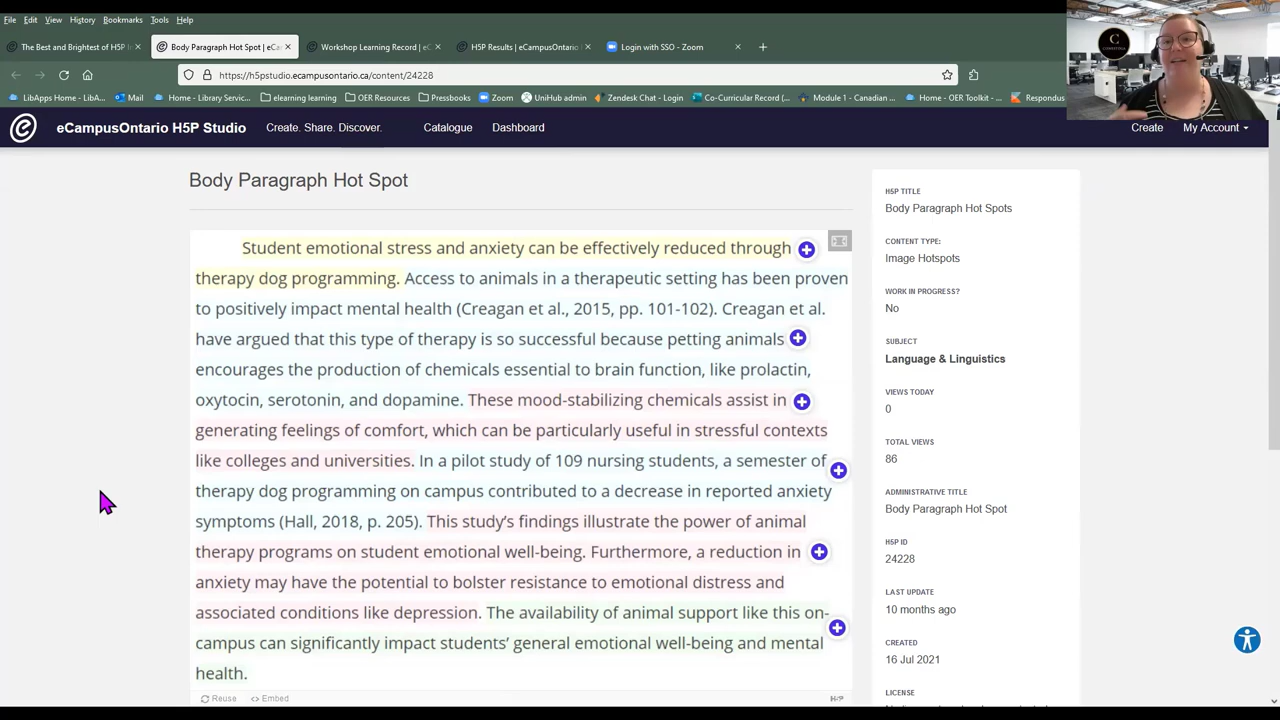 File Edit View History Bookmarks Tools Help
The Best and Brightest of H5P I
Body Paragraph Hot Spot | eCa
Workshop Learning Record | eC
H5P Results | eCampusOntario
Login with SSO - Zoom
https://h5pstudio.ecampusontario.ca/content/24228
LibApps Home - LibA... Mail Home - Library Servic... elearning learning OER Resources Pressbooks Zoom UniHub admin Zendesk Chat - Login Co-Curricular Record (... Module 1 - Canadian ... Home - OER Toolkit -... Respondus
C
CONESTOGA
eCampusOntario H5P Studio Create. Share. Discover. Catalogue Dashboard Create My Account
Body Paragraph Hot Spot
Student emotional stress and anxiety can be effectively reduced through
therapy dog programming. Access to animals in a therapeutic setting has been proven
to positively impact mental health (Creagan et al., 2015, pp. 101-102). Creagan et al.
have argued that this type of therapy is so successful because petting animals
encourages the production of chemicals essential to brain function, like prolactin,
oxytocin, serotonin, and dopamine. These mood-stabilizing chemicals assist in
generating feelings of comfort, which can be particularly useful in stressful contexts
like colleges and universities. In a pilot study of 109 nursing students, a semester of
therapy dog programming on campus contributed to a decrease in reported anxiety
symptoms (Hall, 2018, p. 205). This study's findings illustrate the power of animal
therapy programs on student emotional well-being. Furthermore, a reduction in
anxiety may have the potential to bolster resistance to emotional distress and
associated conditions like depression. The availability of animal support like this on-
campus can significantly impact students' general emotional well-being and mental
health.
Reuse Embed H5P
H5P TITLE
Body Paragraph Hot Spots
CONTENT TYPE:
Image Hotspots
WORK IN PROGRESS?
No
SUBJECT
Language & Linguistics
VIEWS TODAY
0
TOTAL VIEWS
86
ADMINISTRATIVE TITLE
Body Paragraph Hot Spot
H5P ID
24228
LAST UPDATE
10 months ago
CREATED
16 Jul 2021
LICENSE